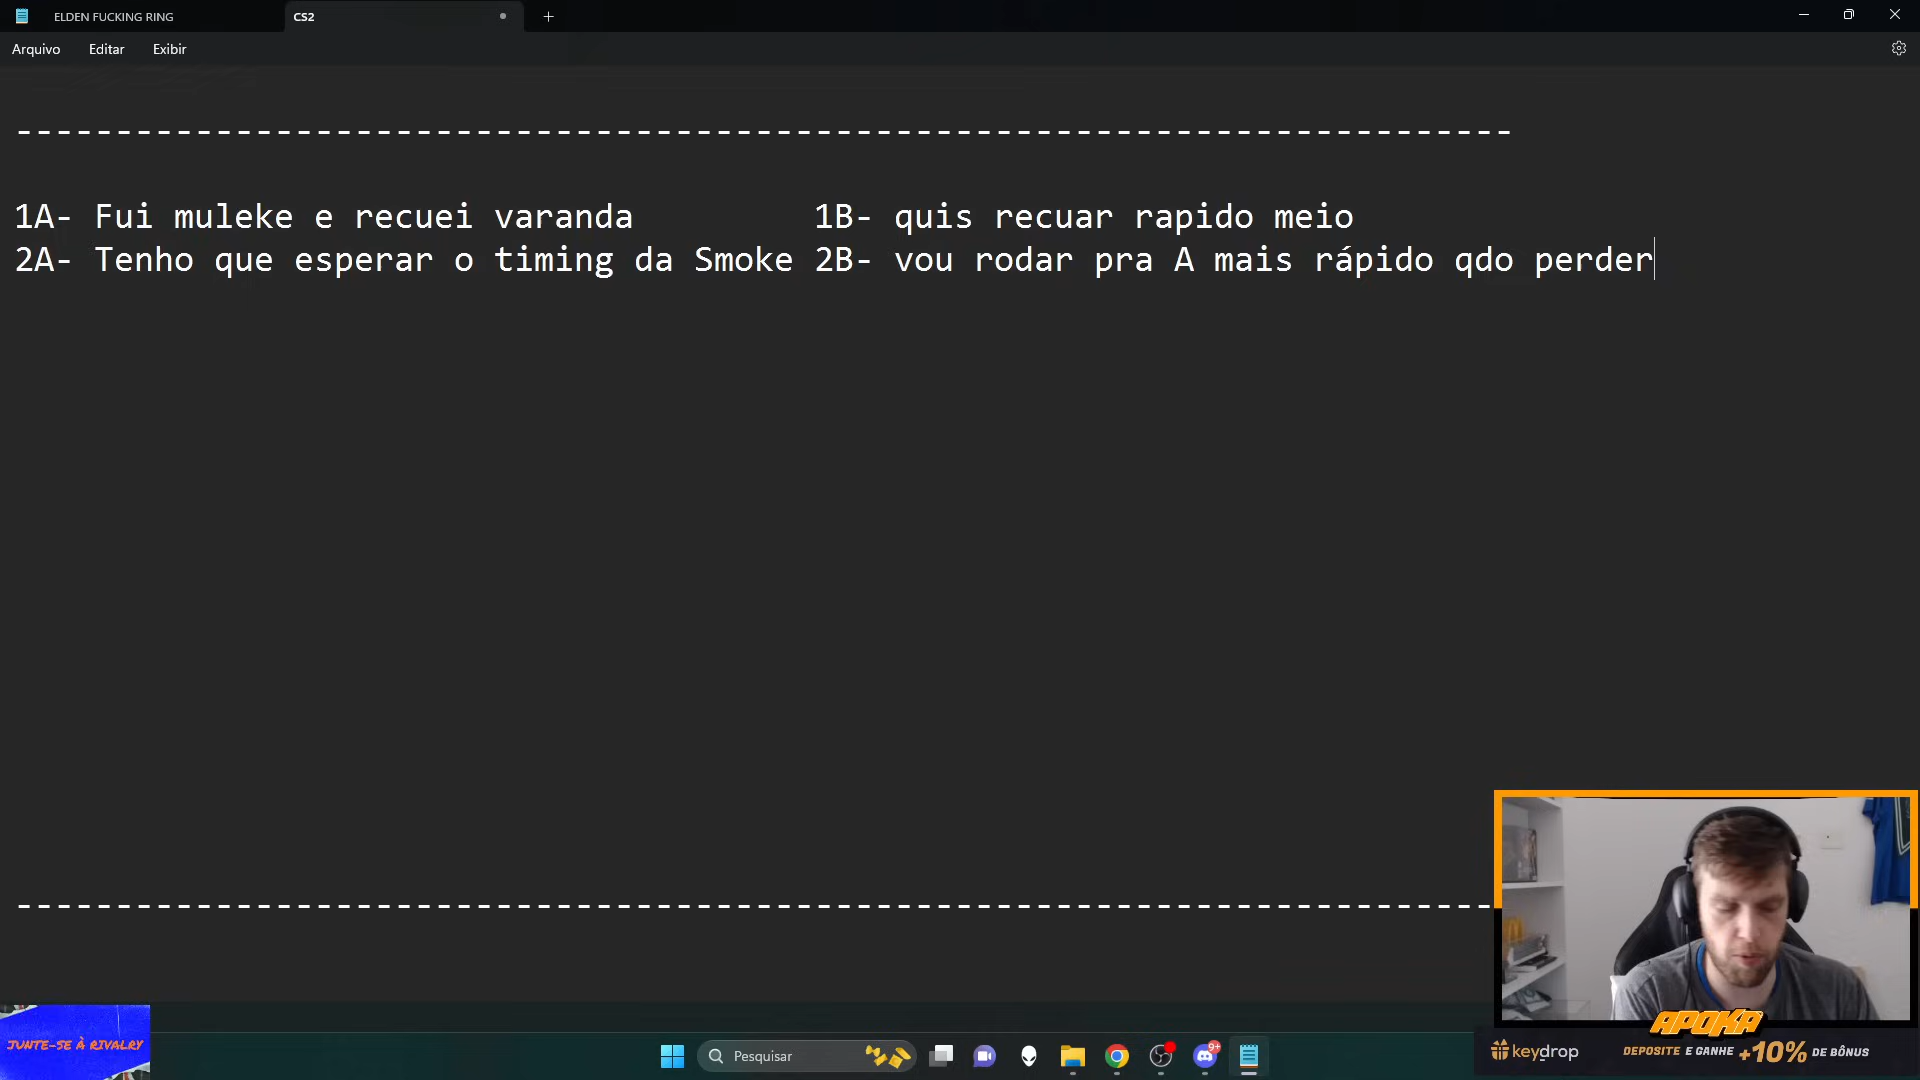 ELDEN FUCKING RING
CS2
Arquivo Editar Exibir
--------------------------------------------------------------------------
1A- Fui muleke e recuei varanda 1B- quis recuar rapido meio
2A- Tenho que esperar o timing da Smoke 2B- vou rodar pra A mais rápido qdo perder
--------------------------------------------------------------------------
JUNTE-SE À RIVALRY
Pesquisar
9+
APOKA
keydrop DEPOSITE E GANHE +10% DE BÔNUS